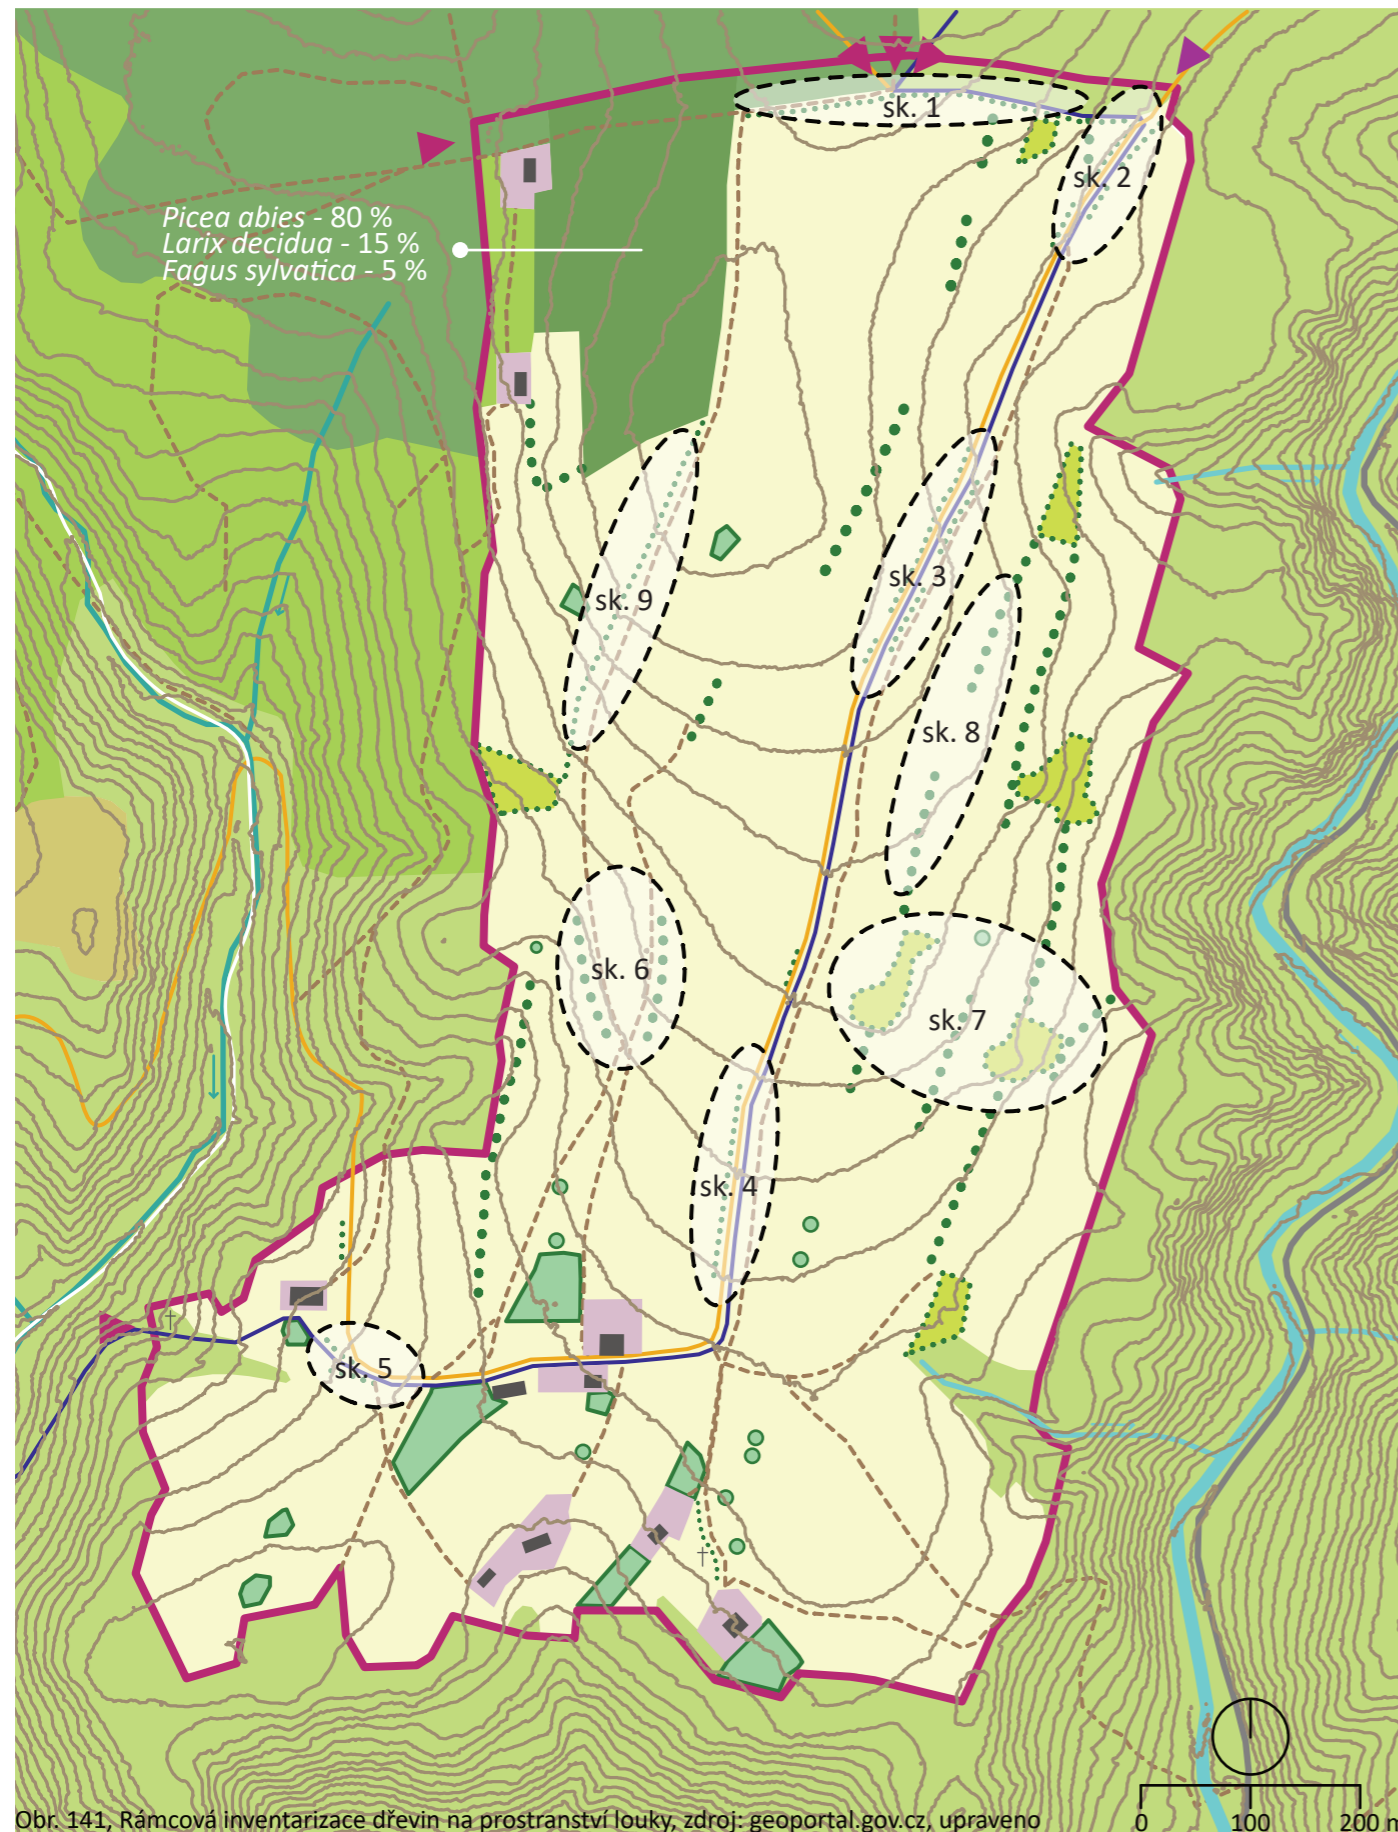 sk. 1
sk. 2
Picea abies - 80 %
Larix decidua - 15 %
Fagus sylvatica - 5 %
sk. 3
sk. 9
sk. 8
sk. 6
sk. 7
sk. 4
sk. 5
Obr. 141, Rámcová inventarizace dřevin na prostranství louky, zdroj: geoportal.gov.cz, upraveno
0 100 200 m